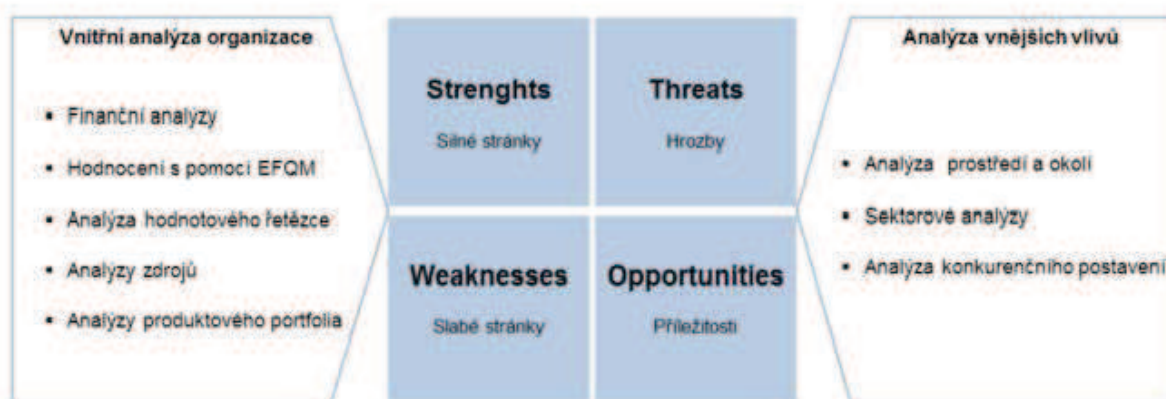 Vnitřní analýza organizace
▪ Finanční analýzy
▪ Hodnocení s pomocí EFQM
▪ Analýza hodnotového řetězce
▪ Analýzy zdrojů
▪ Analýzy produktového portfolia
Strenghts
Silné stránky
Threats
Hrozby
Weaknesses
Slabé stránky
Opportunities
Příležitosti
Analýza vnějších vlivů
▪ Analýza prostředí a okolí
▪ Sektorové analýzy
▪ Analýza konkurenčního postavení